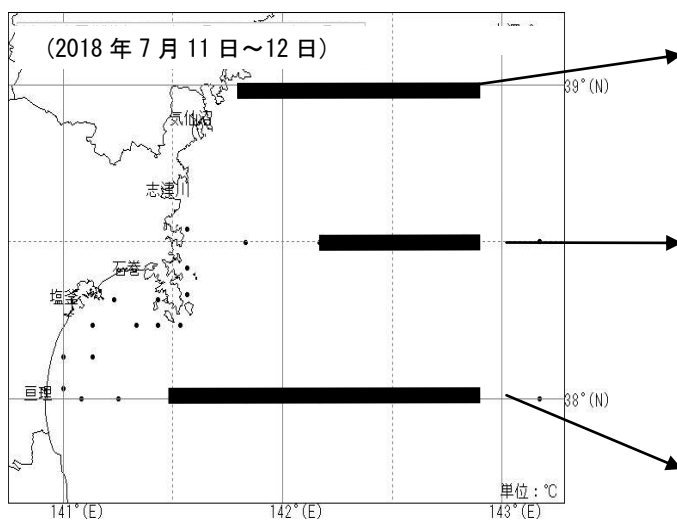 (2018 年 7 月 11 日～12 日)
39°(N)
気仙沼
志津川
石巻
塩釜
亘理
38°(N)
単位：℃
141°(E)
142°(E)
143°(E)